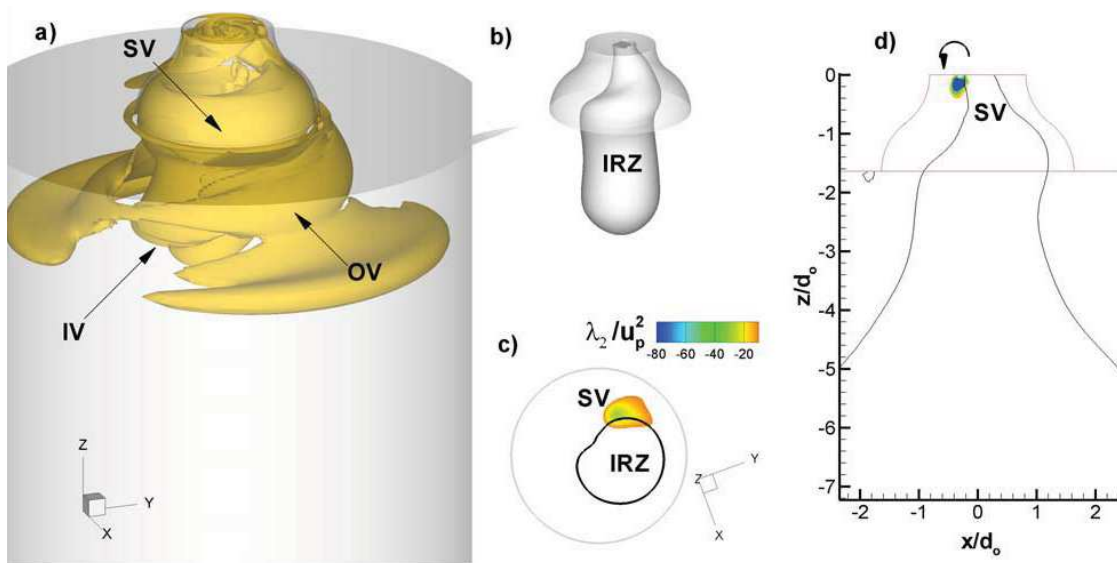 a)
SV
OV
IV
Z
Y
X
b)
IRZ
λ₂/u²ₚ
-80 -60 -40 -20
c)
SV
IRZ
Z
Y
X
d)
SV
0
-1
-2
-3
-4
-5
-6
-7
z/dₒ
-2 -1 0 1 2
x/dₒ